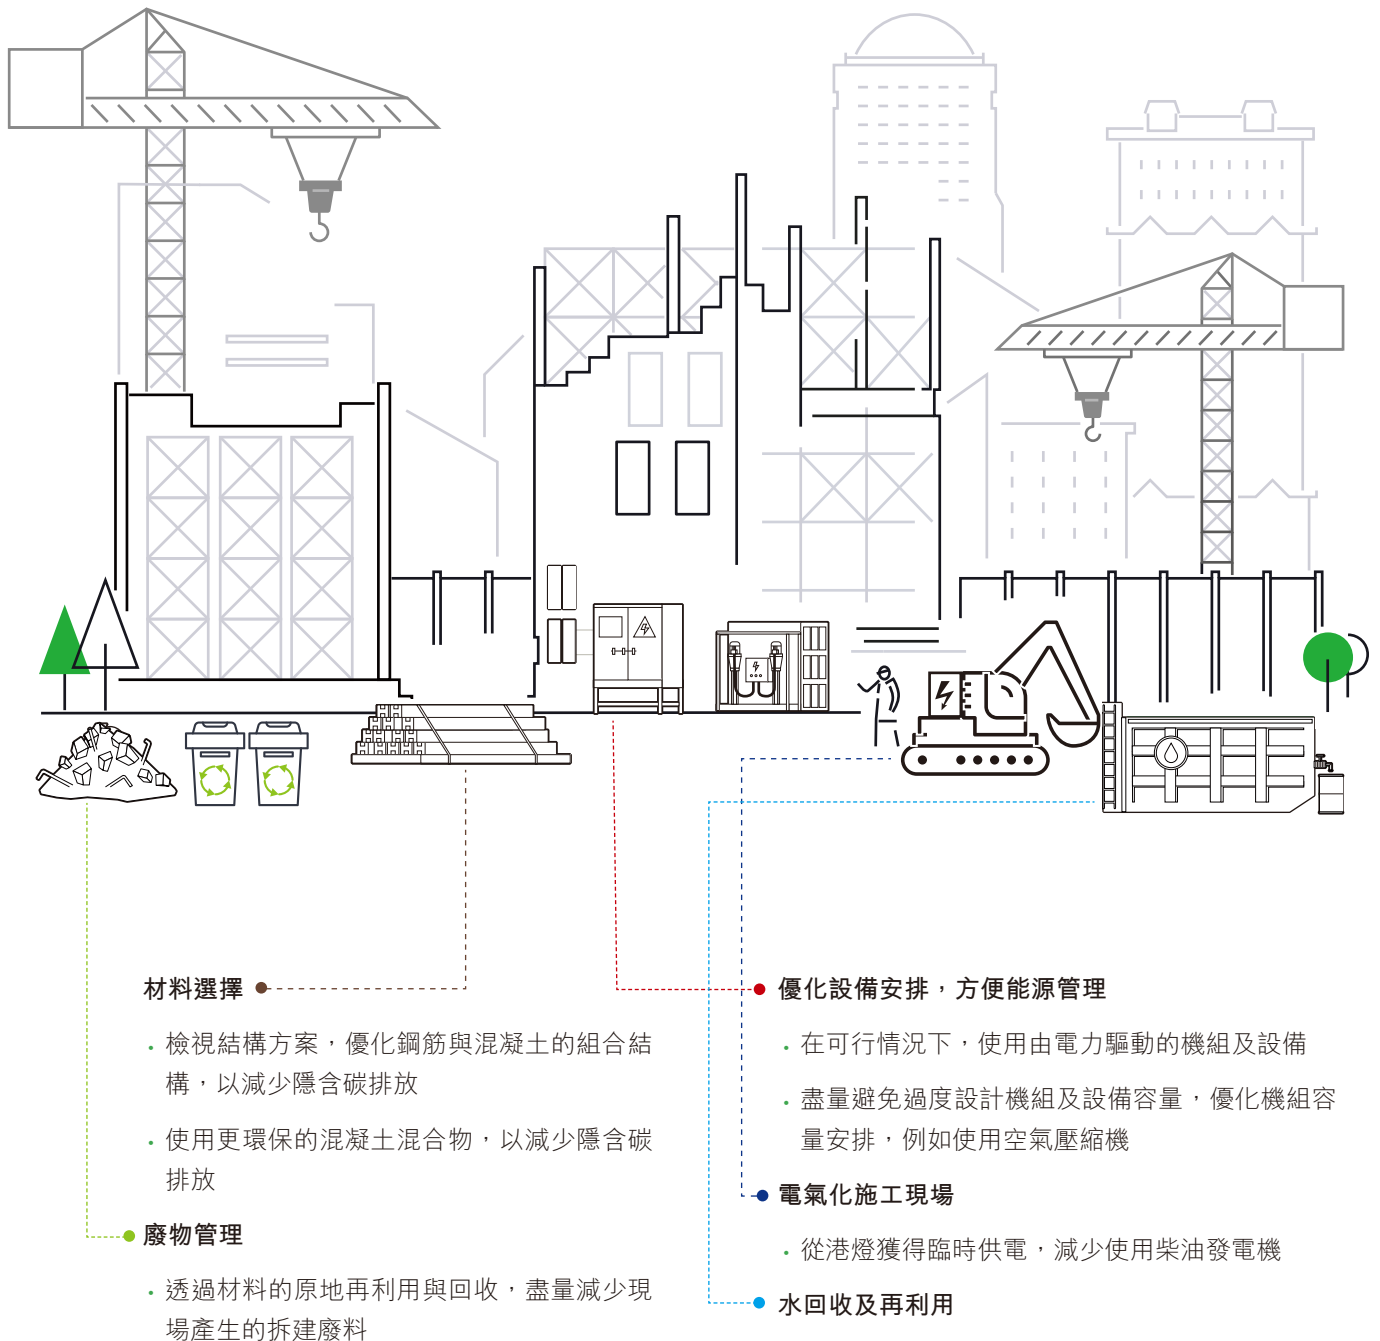 材料選擇
• 檢視結構方案，優化鋼筋與混凝土的組合結
構，以減少隱含碳排放
• 使用更環保的混凝土混合物，以減少隱含碳
排放
廢物管理
• 透過材料的原地再利用與回收，盡量減少現
場產生的拆建廢料
優化設備安排，方便能源管理
• 在可行情況下，使用由電力驅動的機組及設備
• 盡量避免過度設計機組及設備容量，優化機組容
量安排，例如使用空氣壓縮機
電氣化施工現場
• 從港燈獲得臨時供電，減少使用柴油發電機
水回收及再利用